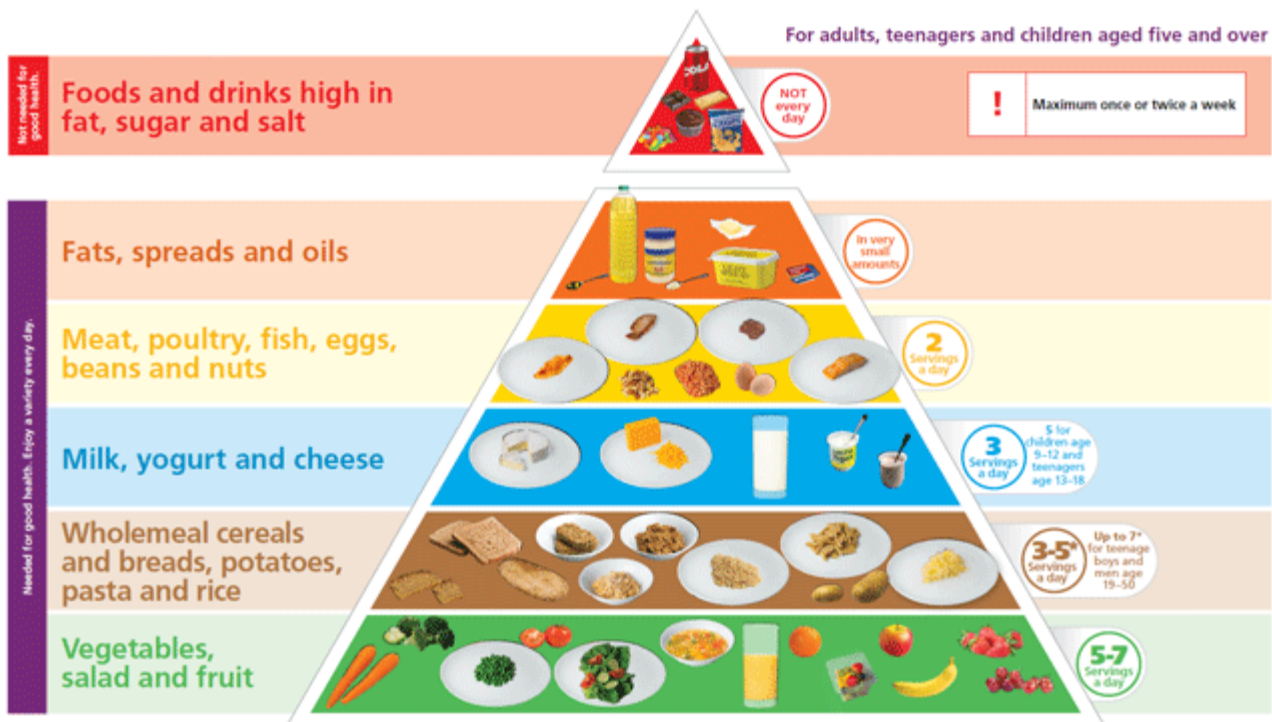 For adults, teenagers and children aged five and over
Not needed for
good health.
Foods and drinks high in
fat, sugar and salt
COLA
NOT
every
day
!
Maximum once or twice a week
Needed for good health. Enjoy a variety every day.
Fats, spreads and oils
In very
small
amounts
Meat, poultry, fish, eggs,
beans and nuts
2
Servings
a day
Milk, yogurt and cheese
3
Servings
a day
5 for
children age
9–12 and
teenagers
age 13–18
Wholemeal cereals
and breads, potatoes,
pasta and rice
3-5*
Servings
a day
Up to 7*
for teenage
boys and
men age
19–50
Vegetables,
salad and fruit
5-7
Servings
a day